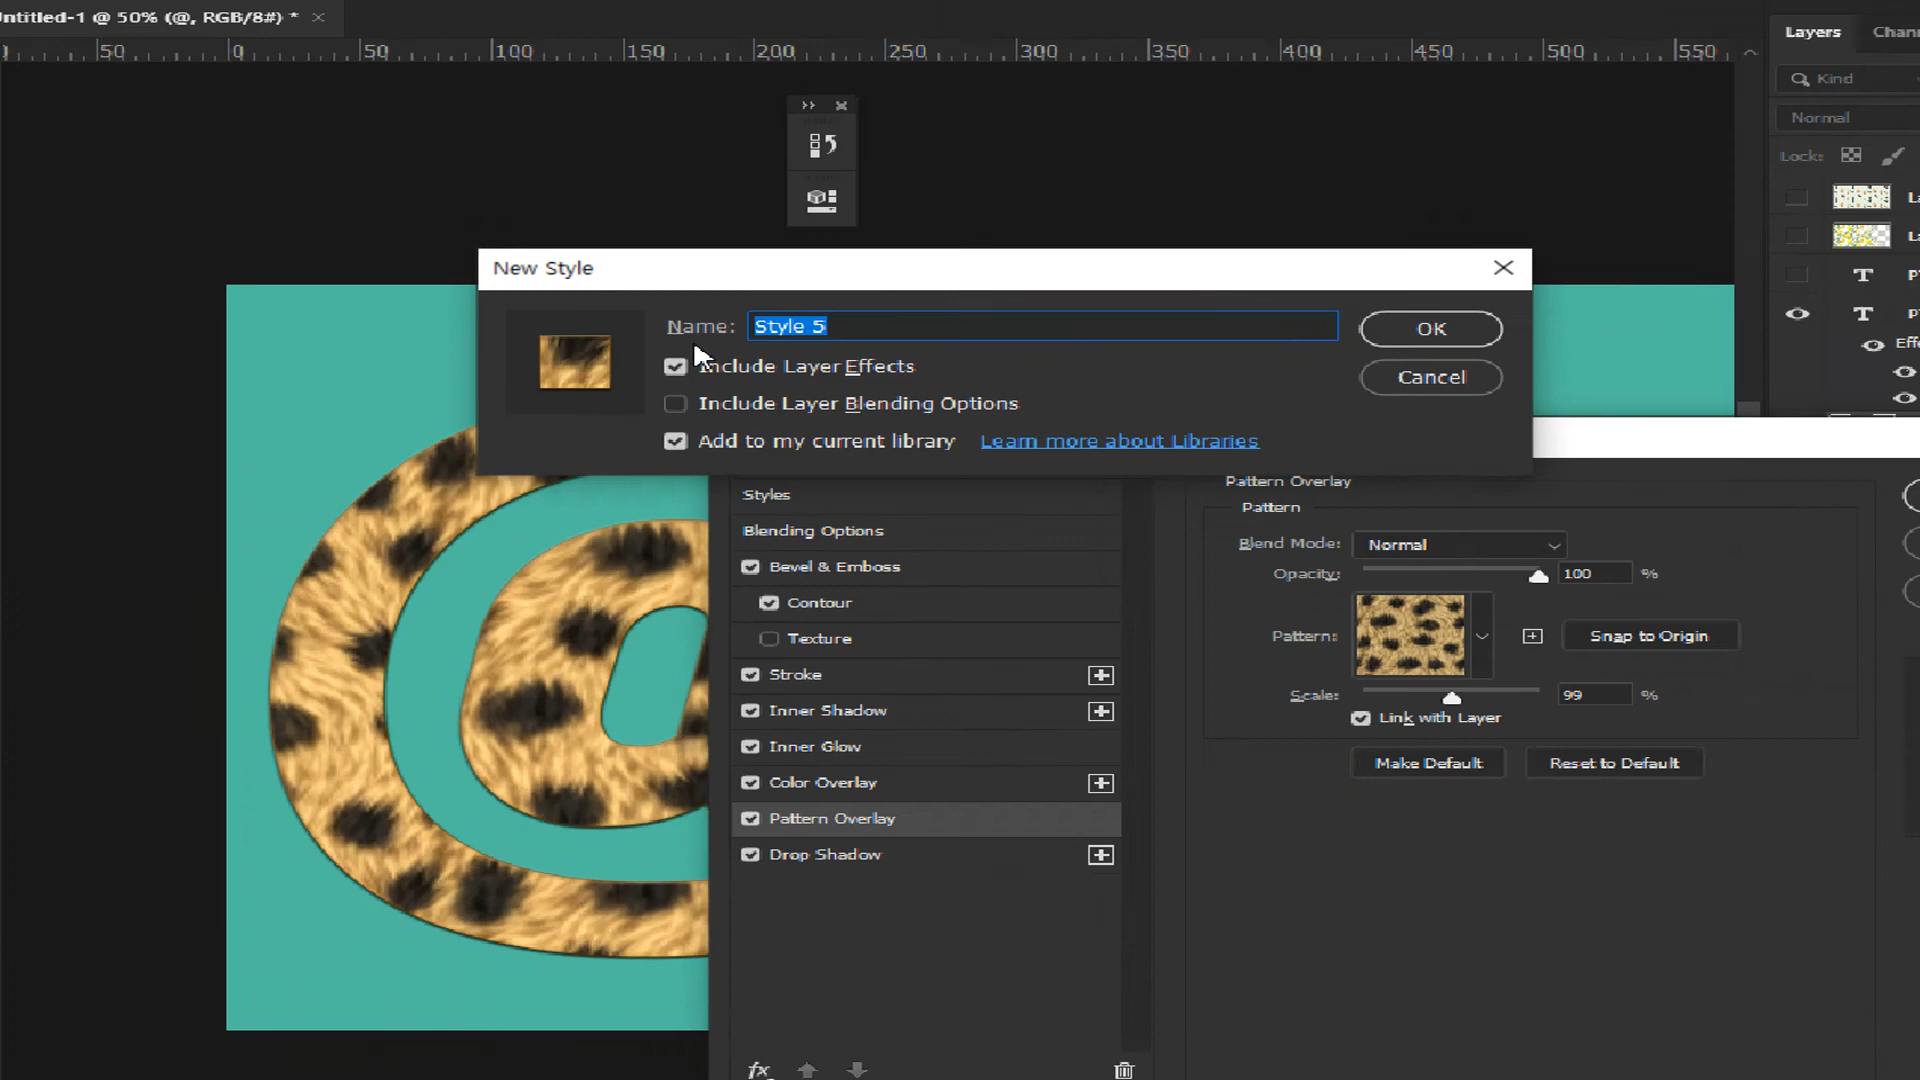 ntitled-1 @ 50% (@, RGB/8#) *
50 0 50 100 150 200 250 300 350 400 450 500 550
Layers
Kind
Normal
Lock:
New Style
Name: Style 5
OK
Include Layer Effects
Cancel
Include Layer Blending Options
Add to my current library Learn more about Libraries
Styles
Blending Options
Bevel & Emboss
Contour
Texture
Stroke
Inner Shadow
Inner Glow
Color Overlay
Pattern Overlay
Drop Shadow
fx
Pattern Overlay
Pattern
Blend Mode: Normal
Opacity: 100 %
Pattern: Snap to Origin
Scale: 99 %
Link with Layer
Make Default Reset to Default